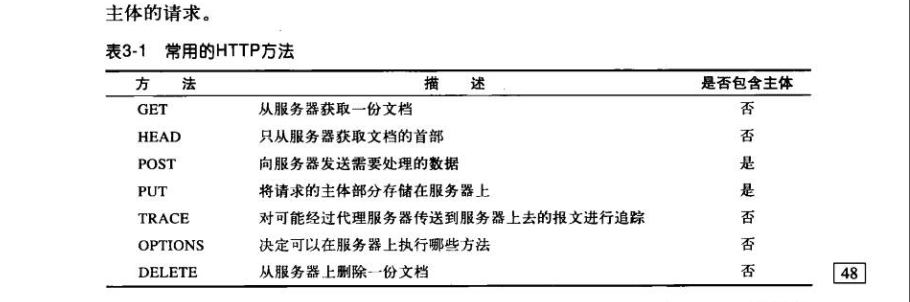 主体的请求。
表3-1 常用的HTTP方法
方 法 描 述 是否包含主体
GET 从服务器获取一份文档 否
HEAD 只从服务器获取文档的首部 否
POST 向服务器发送需要处理的数据 是
PUT 将请求的主体部分存储在服务器上 是
TRACE 对可能经过代理服务器传送到服务器上去的报文进行追踪 否
OPTIONS 决定可以在服务器上执行哪些方法 否
DELETE 从服务器上删除一份文档 否
48